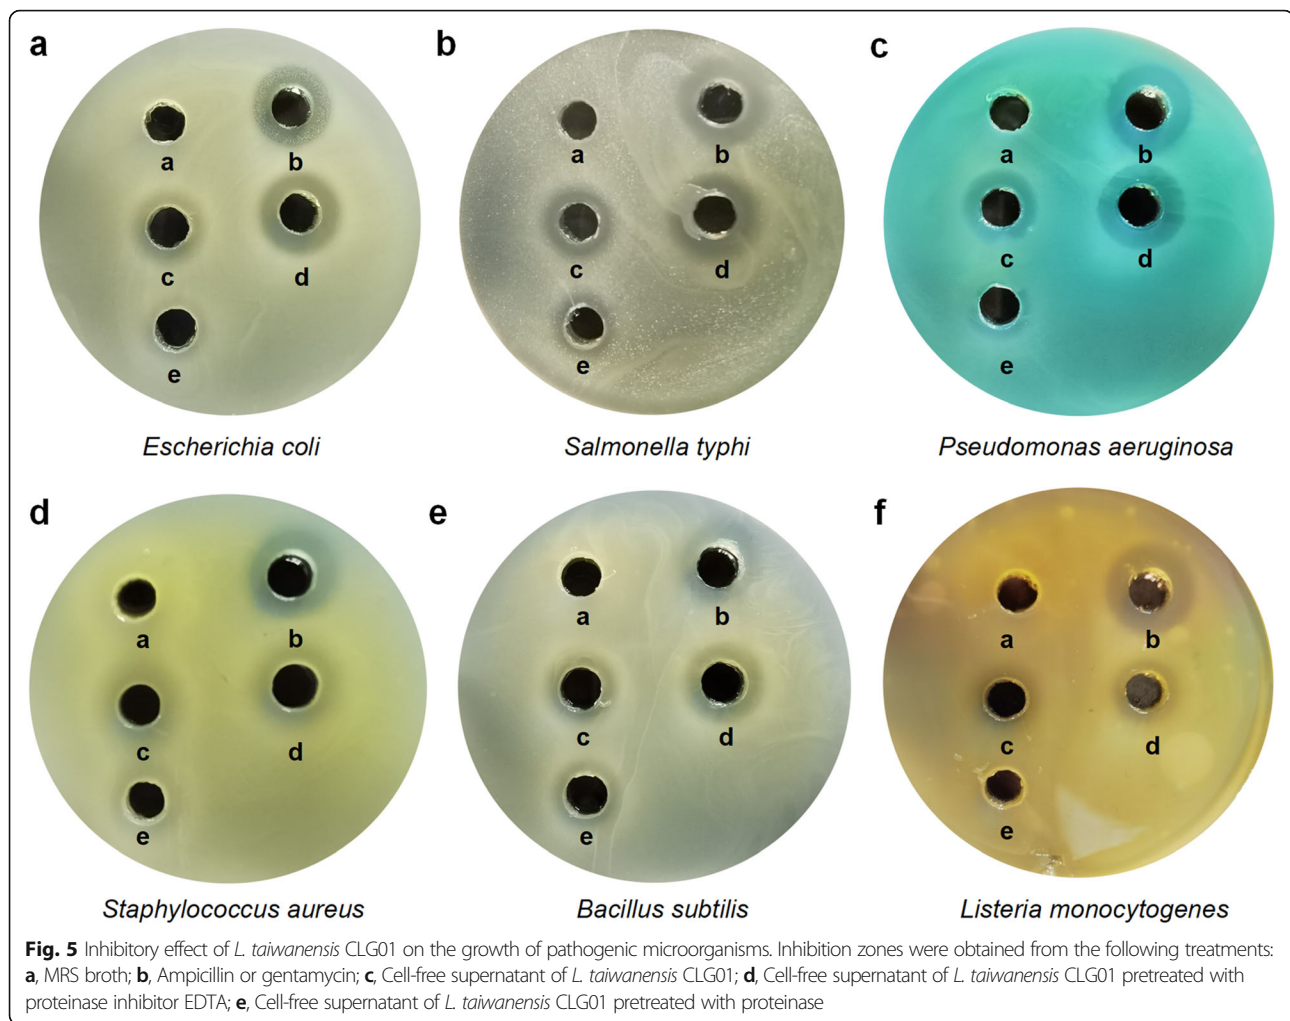 a b c
a b a b a b
c d c d c d
e e e
Escherichia coli Salmonella typhi Pseudomonas aeruginosa
d e f
a b a b a b
c d c d c d
e e e
Staphylococcus aureus Bacillus subtilis Listeria monocytogenes
Fig. 5 Inhibitory effect of L. taiwanensis CLG01 on the growth of pathogenic microorganisms. Inhibition zones were obtained from the following treatments:
a, MRS broth; b, Ampicillin or gentamycin; c, Cell-free supernatant of L. taiwanensis CLG01; d, Cell-free supernatant of L. taiwanensis CLG01 pretreated with
proteinase inhibitor EDTA; e, Cell-free supernatant of L. taiwanensis CLG01 pretreated with proteinase